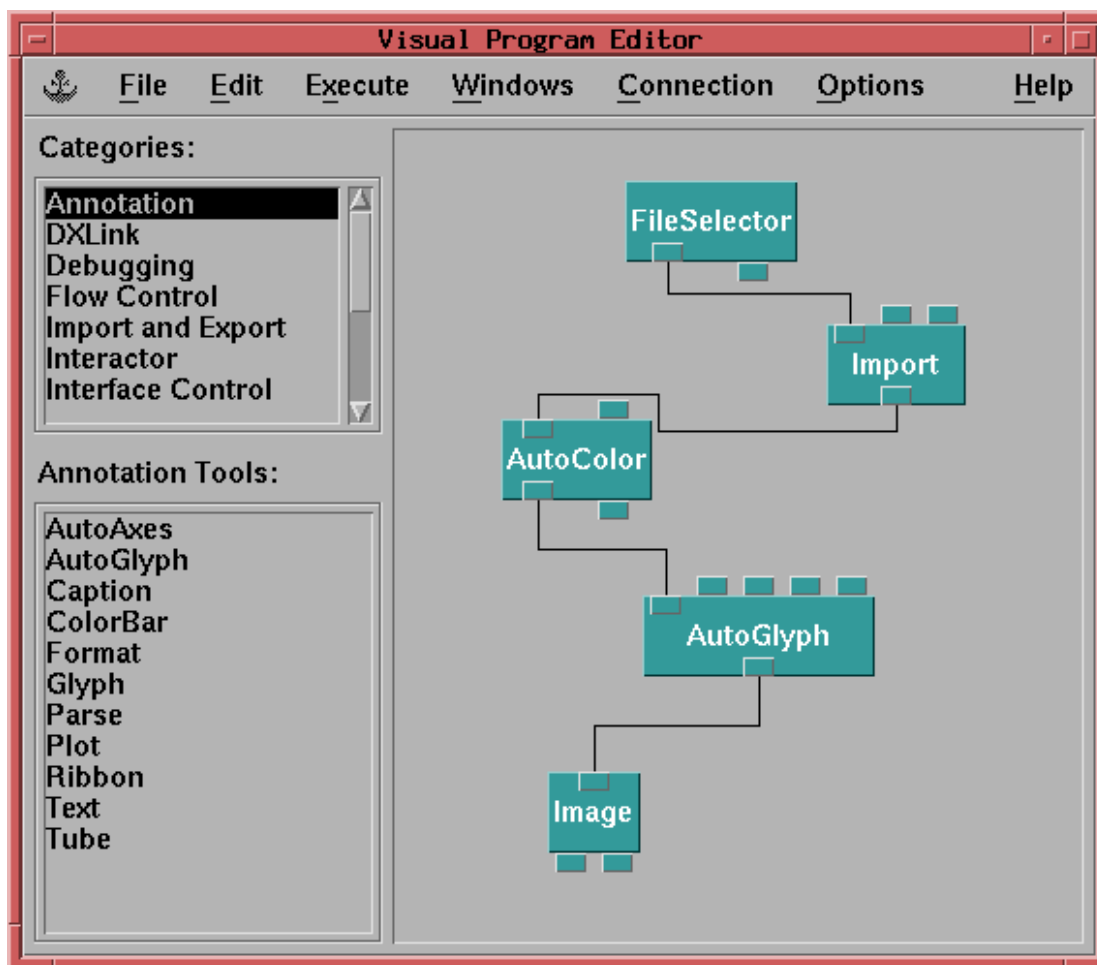 Visual Program Editor
File Edit Execute Windows Connection Options Help
Categories:
Annotation
DXLink
Debugging
Flow Control
Import and Export
Interactor
Interface Control
Annotation Tools:
AutoAxes
AutoGlyph
Caption
ColorBar
Format
Glyph
Parse
Plot
Ribbon
Text
Tube
FileSelector
Import
AutoColor
AutoGlyph
Image